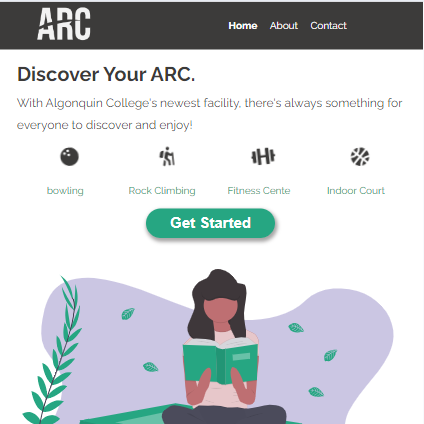 ARC
Home About Contact
Discover Your ARC.
With Algonquin College's newest facility, there's always something for
everyone to discover and enjoy!
bowling Rock Climbing Fitness Cente Indoor Court
Get Started